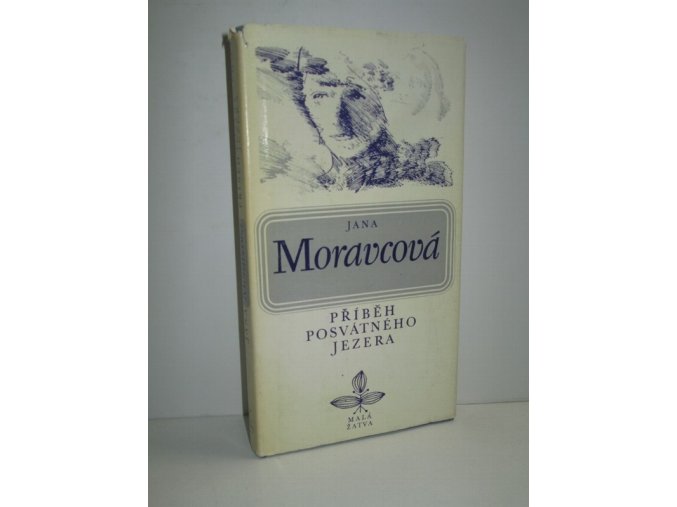 JANA
Moravcová
PŘÍBĚH
POSVÁTNÉHO
JEZERA
MALÁ
ŽATVA